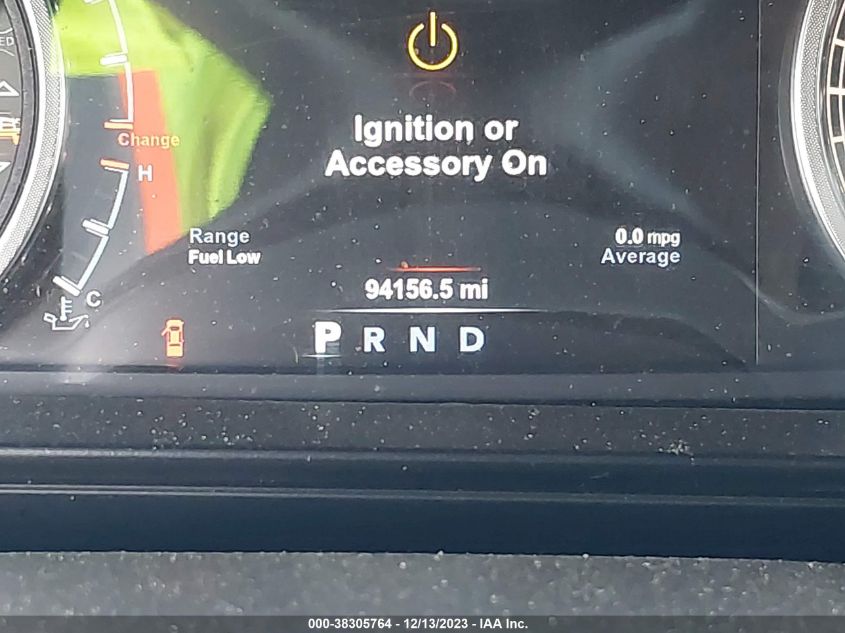 Ignition or
Accessory On
Change
H
Range
Fuel Low
0.0 mpg
Average
94156.5 mi
C
P R N D
000-38305764 - 12/13/2023 - IAA Inc.